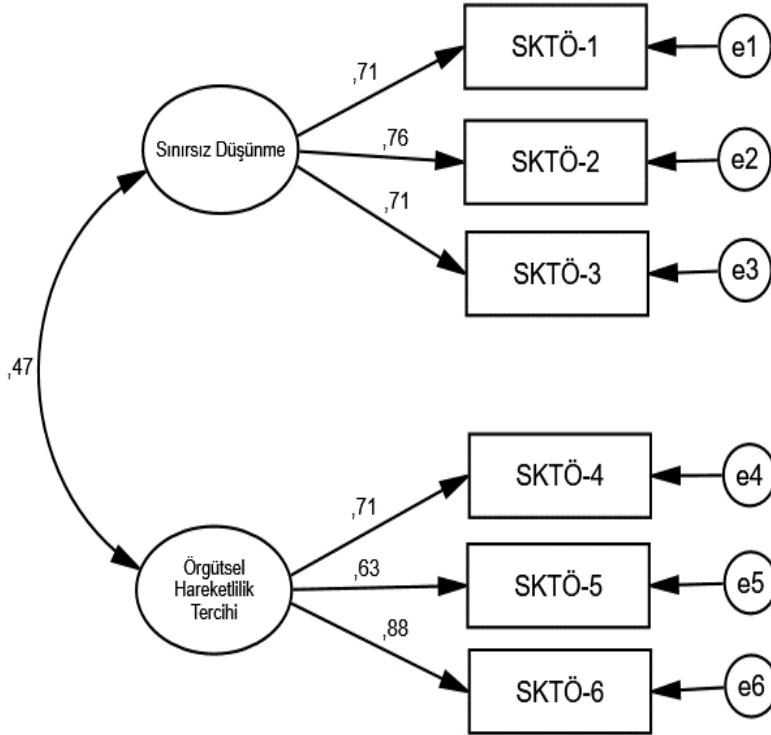 SKTÖ-1
e1
,71
Sınırsız Düşünme
,76
SKTÖ-2
e2
,71
SKTÖ-3
e3
,47
SKTÖ-4
e4
,71
Örgütsel
Hareketlilik
Tercihi
,63
SKTÖ-5
e5
,88
SKTÖ-6
e6